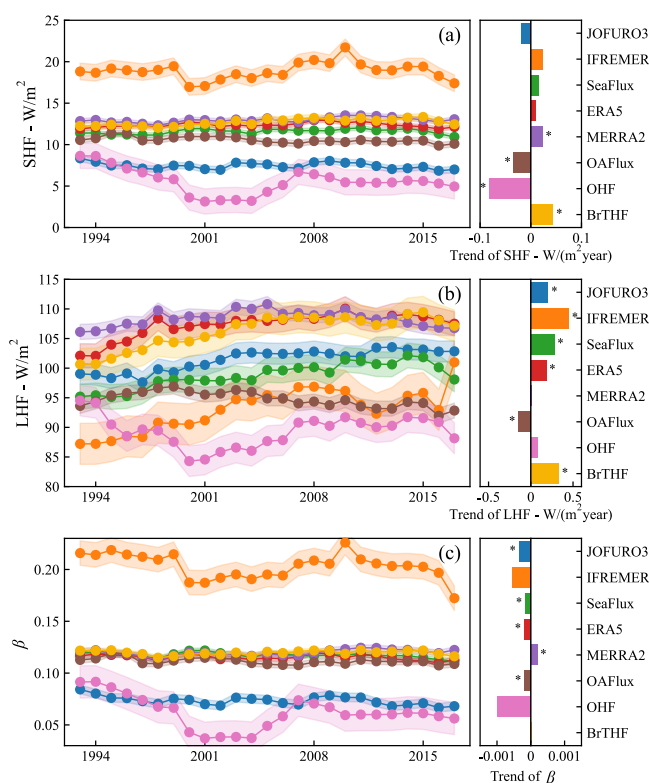 (a)
SHF - W/m²
25
20
15
10
5
0
1994 2001 2008 2015
JOFURO3
IFREMER
SeaFlux
ERA5
MERRA2 *
OAFlux *
OHF *
BrTHF *
-0.1 0 0.1
Trend of SHF - W/(m²year)
(b)
LHF - W/m²
115
110
105
100
95
90
85
80
1994 2001 2008 2015
JOFURO3 *
IFREMER *
SeaFlux *
ERA5 *
MERRA2
OAFlux *
OHF
BrTHF *
-0.5 0 0.5
Trend of LHF - W/(m²year)
(c)
β
0.20
0.15
0.10
0.05
1994 2001 2008 2015
JOFURO3 *
IFREMER
SeaFlux *
ERA5 *
MERRA2 *
OAFlux *
OHF
BrTHF
-0.001 0 0.001
Trend of β